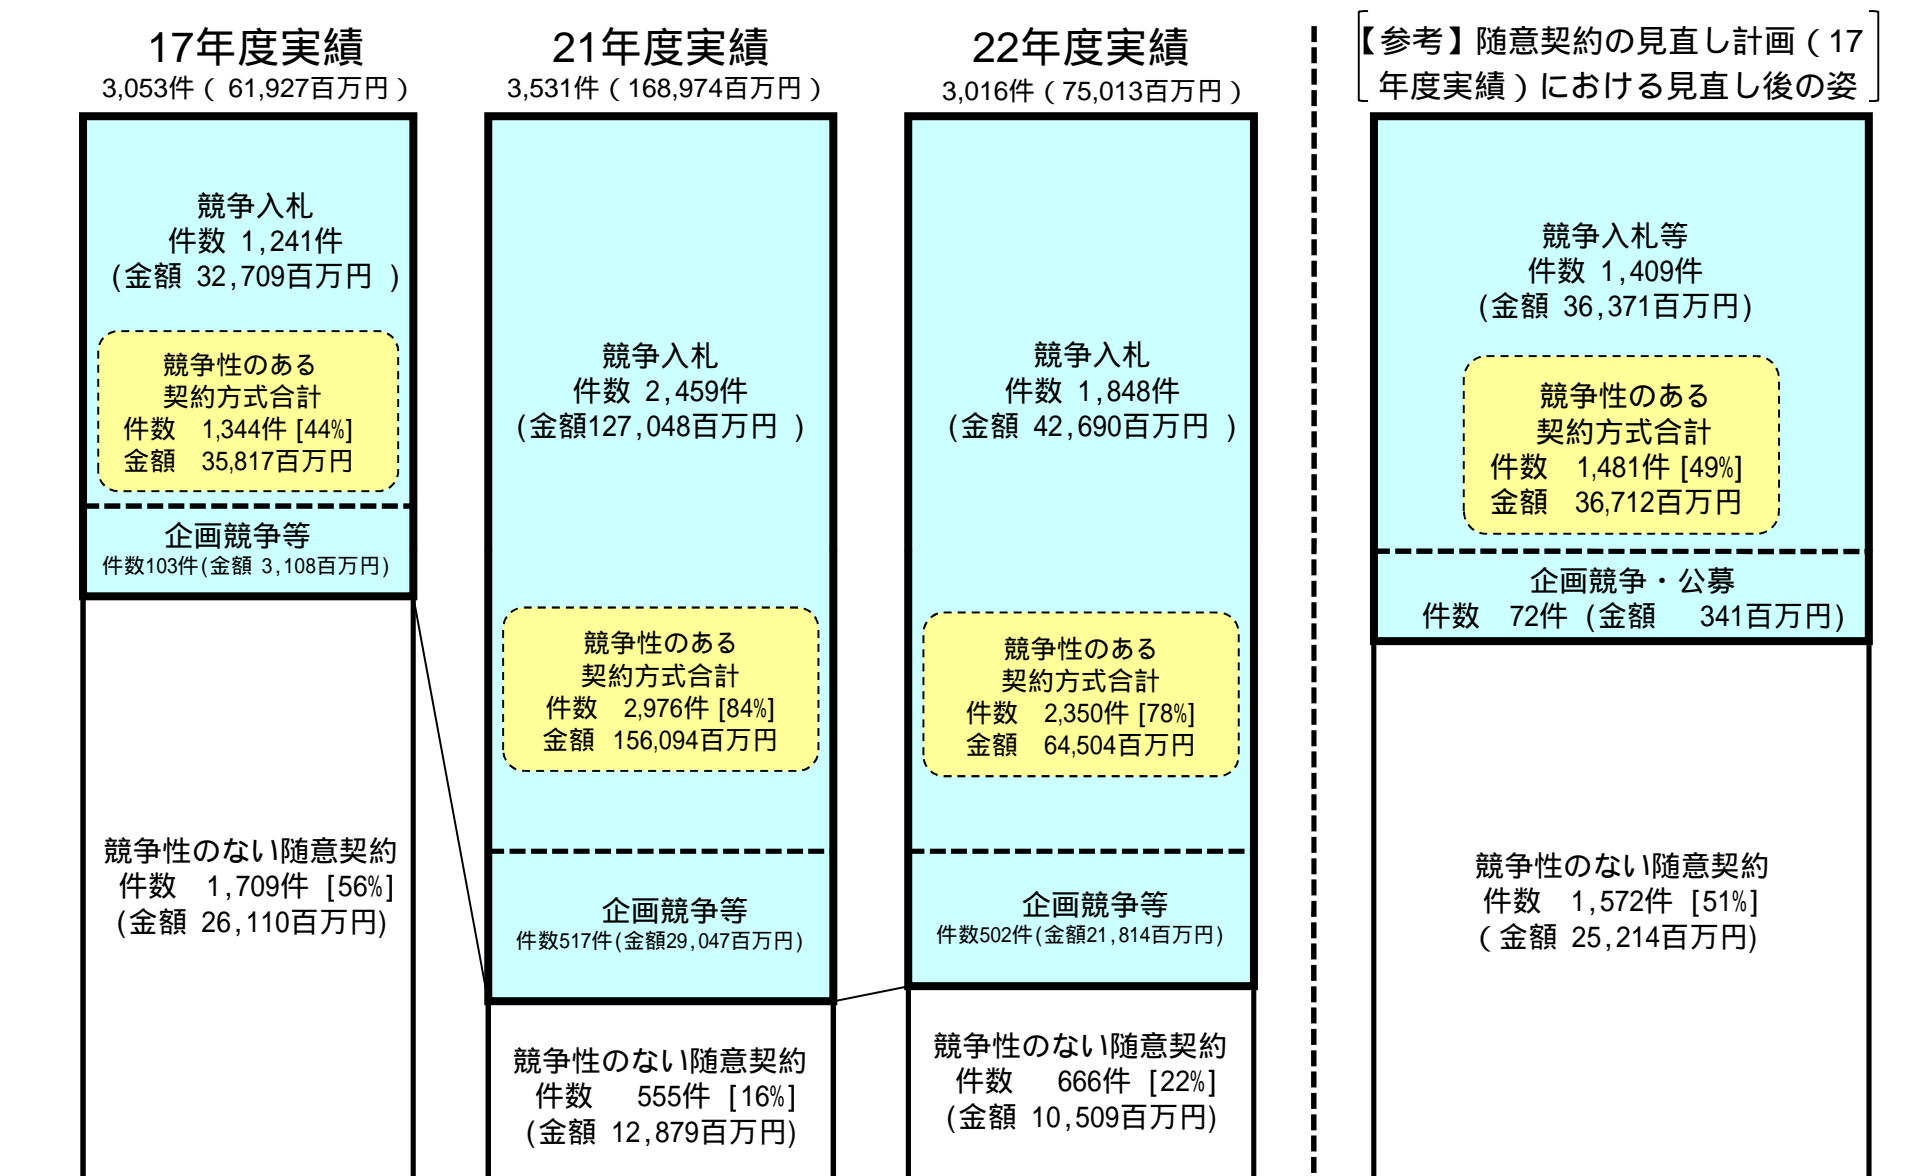 17年度実績
3,053件（ 61,927百万円）
競争入札
件数 1,241件
(金額 32,709百万円 )
競争性のある
契約方式合計
件数 1,344件 [44%]
金額 35,817百万円
企画競争等
件数103件(金額 3,108百万円)
競争性のない随意契約
件数 1,709件 [56%]
(金額 26,110百万円)
21年度実績
3,531件（168,974百万円）
競争入札
件数 2,459件
(金額127,048百万円 )
競争性のある
契約方式合計
件数 2,976件 [84%]
金額 156,094百万円
企画競争等
件数517件(金額29,047百万円)
競争性のない随意契約
件数 555件 [16%]
(金額 12,879百万円)
22年度実績
3,016件（75,013百万円）
競争入札
件数 1,848件
(金額 42,690百万円 )
競争性のある
契約方式合計
件数 2,350件 [78%]
金額 64,504百万円
企画競争等
件数502件(金額21,814百万円)
競争性のない随意契約
件数 666件 [22%]
(金額 10,509百万円)
【参考】随意契約の見直し計画（17
年度実績）における見直し後の姿
競争入札等
件数 1,409件
(金額 36,371百万円)
競争性のある
契約方式合計
件数 1,481件 [49%]
金額 36,712百万円
企画競争・公募
件数 72件 (金額 341百万円)
競争性のない随意契約
件数 1,572件 [51%]
（金額 25,214百万円)